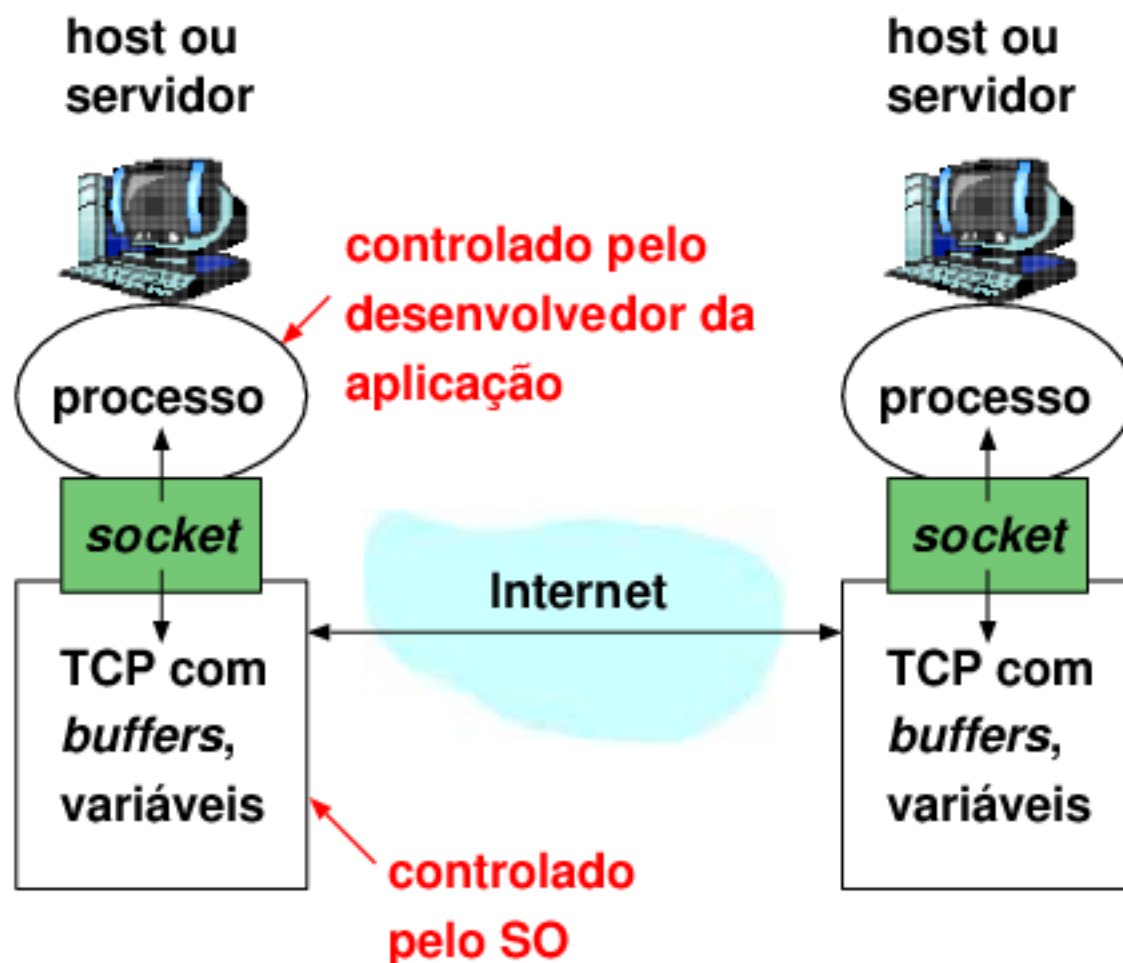 host ou
servidor
host ou
servidor
controlado pelo
desenvolvedor da
aplicação
processo
processo
socket
socket
Internet
TCP com
buffers,
variáveis
TCP com
buffers,
variáveis
controlado
pelo SO